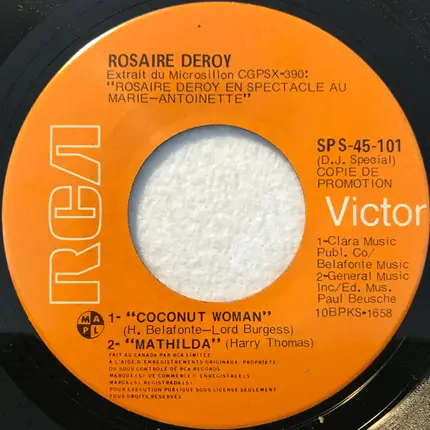 ROSAIRE DEROY
Extrait du Microsillon CGPSX-390:
"ROSAIRE DEROY EN SPECTACLE AU
MARIE-ANTOINETTE"
RCA
SPS-45-101
(D.J. Special)
COPIE DE
PROMOTION
Victor
1-Clara Music
Publ. Co/
Belafonte Music
2-General Music
Inc/Ed. Mus.
Paul Beusche
10BPKS-1658
MAPL
1- "COCONUT WOMAN"
(H. Belafonte-Lord Burgess)
2- "MATHILDA" (Harry Thomas)
FAIT AU CANADA PAR RCA LIMITEE
A L'AIDE D'ENREGISTREMENTS ORIGINAUX, PROPRIETE
OU SOUS CONTROLE DE RCA RECORDS
MARQUE(S) DE COMMERCE ENREGISTREE(S)
MARCA(S) REGISTRADA(S)
POUR EXECUTION PUBLIQUE SOUS LICENSE SEULEMENT
TOUS DROITS RESERVES